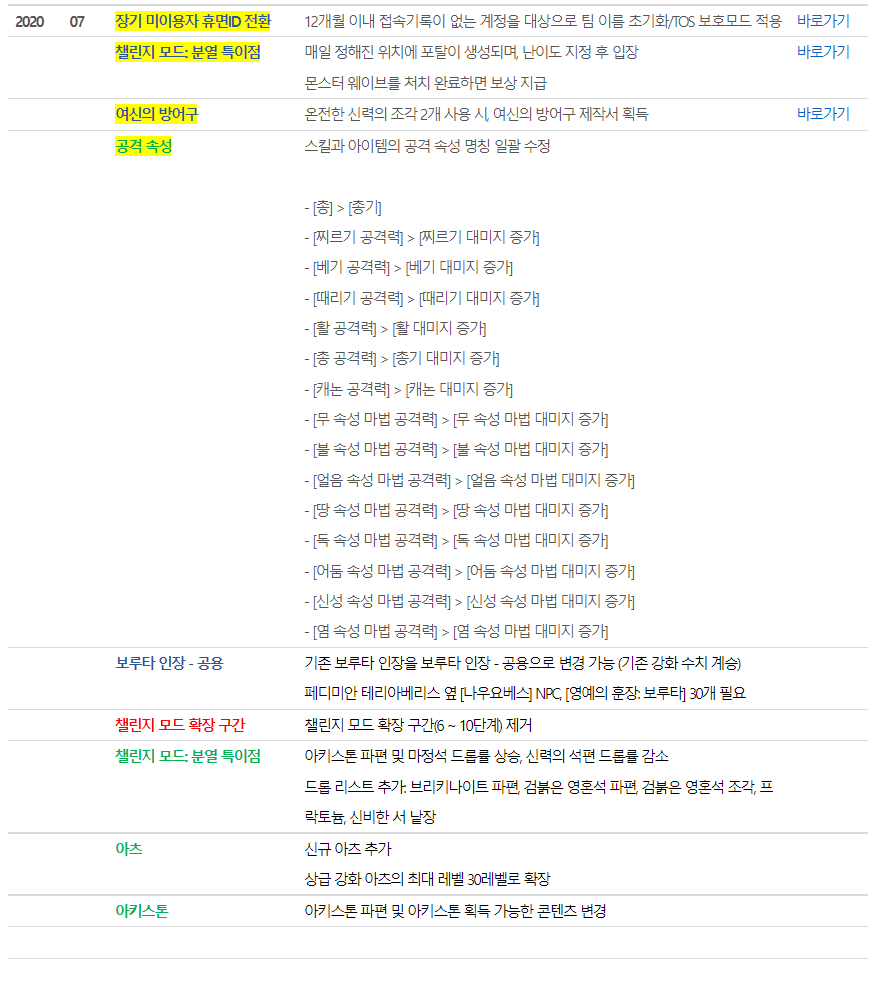 2020 07 장기 미이용자 휴면ID 전환 12개월 이내 접속기록이 없는 계정을 대상으로 팀 이름 초기화/TOS 보호모드 적용 바로가기
챌린지 모드: 분열 특이점 매일 정해진 위치에 포탈이 생성되며, 난이도 지정 후 입장 바로가기
몬스터 웨이브를 처치 완료하면 보상 지급
여신의 방어구 온전한 신력의 조각 2개 사용 시, 여신의 방어구 제작서 획득 바로가기
공격 속성 스킬과 아이템의 공격 속성 명칭 일괄 수정
- [총] > [총기]
- [찌르기 공격력] > [찌르기 대미지 증가]
- [베기 공격력] > [베기 대미지 증가]
- [때리기 공격력] > [때리기 대미지 증가]
- [활 공격력] > [활 대미지 증가]
- [총 공격력] > [총기 대미지 증가]
- [캐논 공격력] > [캐논 대미지 증가]
- [무 속성 마법 공격력] > [무 속성 마법 대미지 증가]
- [불 속성 마법 공격력] > [불 속성 마법 대미지 증가]
- [얼음 속성 마법 공격력] > [얼음 속성 마법 대미지 증가]
- [땅 속성 마법 공격력] > [땅 속성 마법 대미지 증가]
- [독 속성 마법 공격력] > [독 속성 마법 대미지 증가]
- [어둠 속성 마법 공격력] > [어둠 속성 마법 대미지 증가]
- [신성 속성 마법 공격력] > [신성 속성 마법 대미지 증가]
- [염 속성 마법 공격력] > [염 속성 마법 대미지 증가]
보루타 인장 - 공용 기존 보루타 인장을 보루타 인장 - 공용으로 변경 가능 (기존 강화 수치 계승)
페디미안 테리아베리스 옆 [나우요베스] NPC, [영예의 훈장: 보루타] 30개 필요
챌린지 모드 확장 구간 챌린지 모드 확장 구간(6 ~ 10단계) 제거
챌린지 모드: 분열 특이점 아키스톤 파편 및 마정석 드롭률 상승, 신력의 석편 드롭률 감소
드롭 리스트 추가: 브리키나이트 파편, 검붉은 영혼석 파편, 검붉은 영혼석 조각, 프
락토늄, 신비한 서 낱장
아츠 신규 아츠 추가
상급 강화 아츠의 최대 레벨 30레벨로 확장
아키스톤 아키스톤 파편 및 아키스톤 획득 가능한 콘텐츠 변경